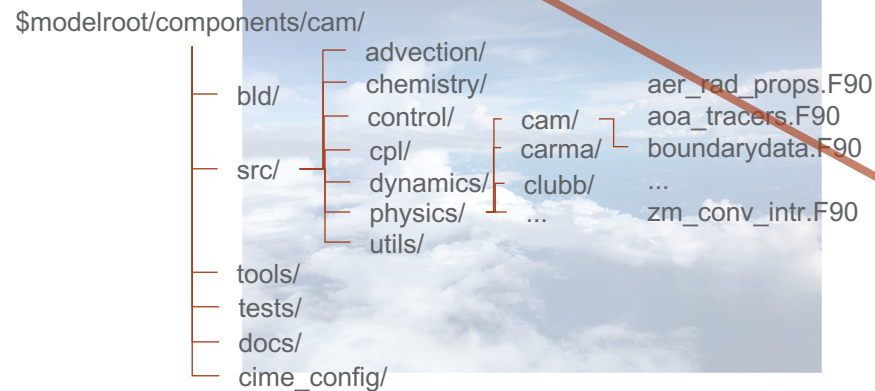 $modelroot/components/cam/
bld/
src/
tools/
tests/
docs/
cime_config/
advection/
chemistry/
control/
cpl/
dynamics/
physics/
utils/
cam/
carma/
clubb/
...
aer_rad_props.F90
aoa_tracers.F90
boundarydata.F90
...
zm_conv_intr.F90